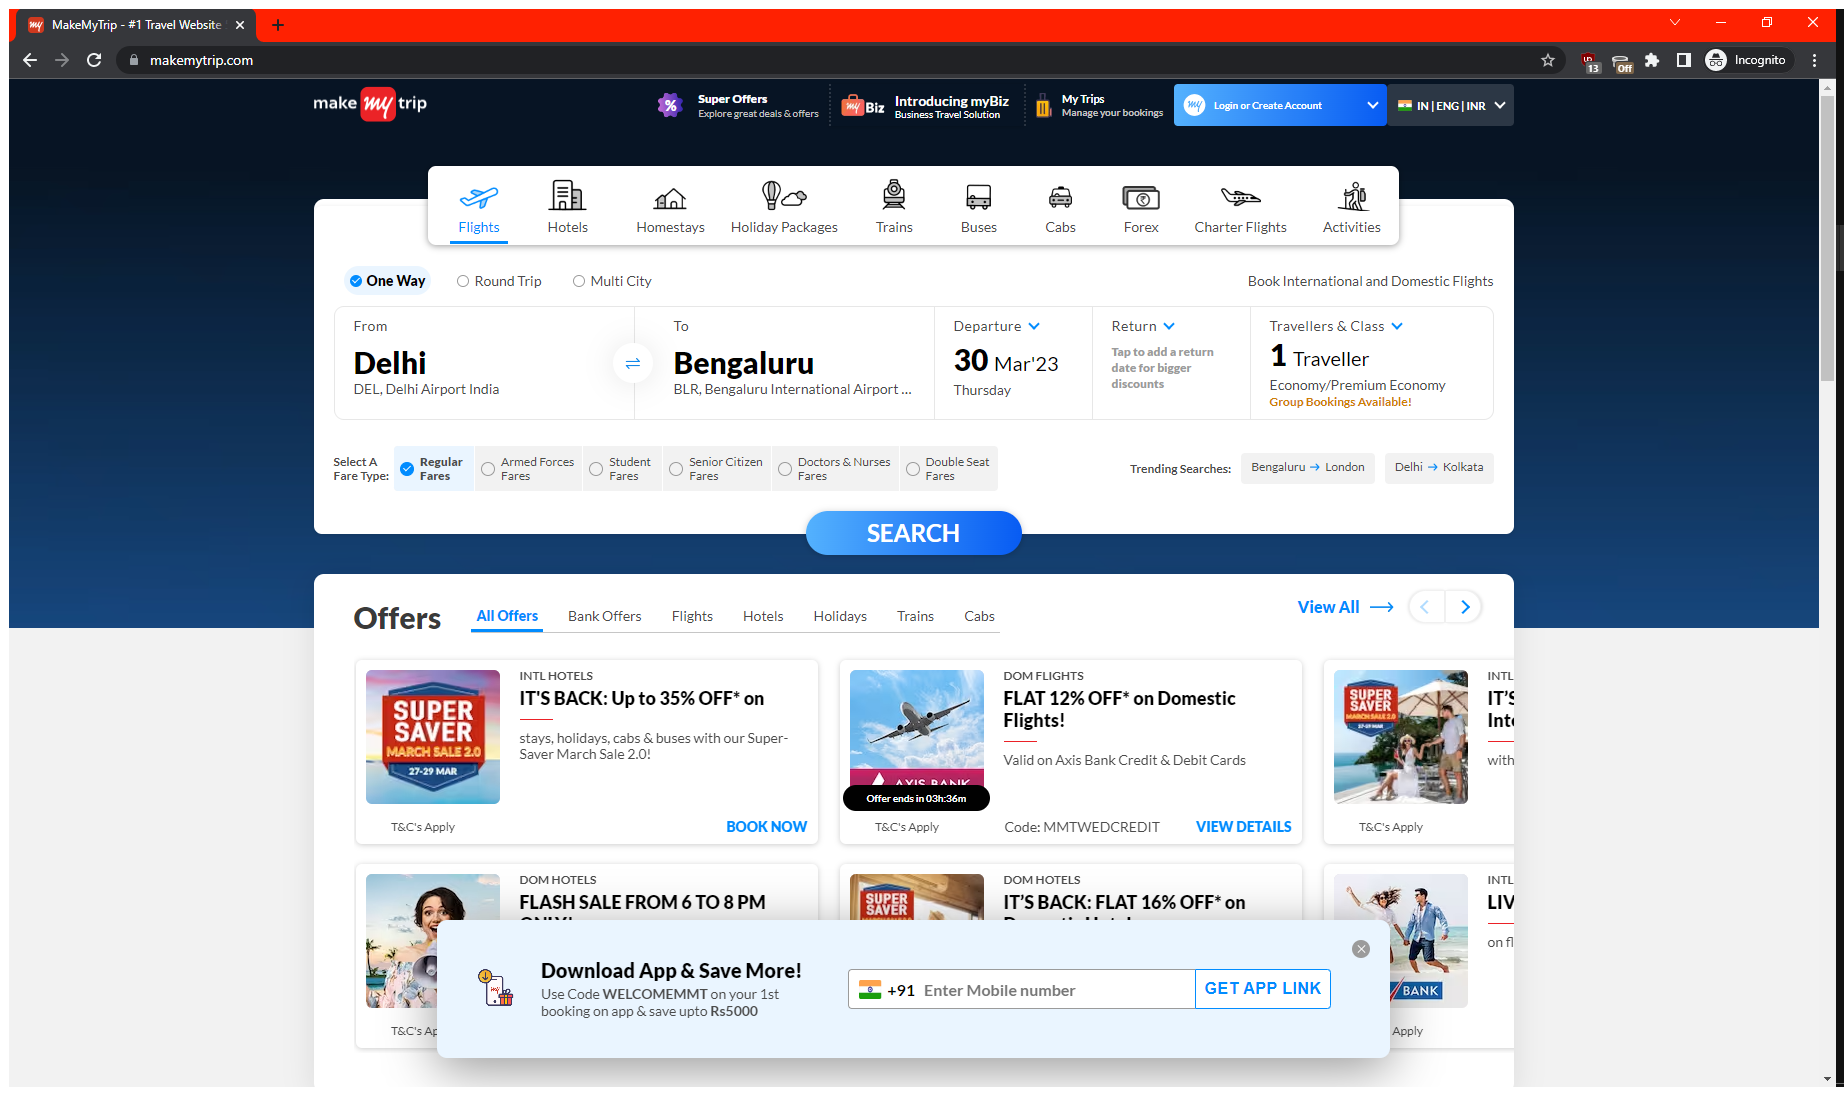 MakeMyTrip - #1 Travel Website
makemytrip.com
13
Off
Incognito
make my trip
Super Offers
Explore great deals & offers
my Biz
Introducing myBiz
Business Travel Solution
My Trips
Manage your bookings
my
Login or Create Account
IN | ENG | INR
Flights
Hotels
Homestays
Holiday Packages
Trains
Buses
Cabs
Forex
Charter Flights
Activities
One Way
Round Trip
Multi City
Book International and Domestic Flights
From
Delhi
DEL, Delhi Airport India
To
Bengaluru
BLR, Bengaluru International Airport ...
Departure
30 Mar'23
Thursday
Return
Tap to add a return
date for bigger
discounts
Travellers & Class
1 Traveller
Economy/Premium Economy
Group Bookings Available!
Select A
Fare Type:
Regular
Fares
Armed Forces
Fares
Student
Fares
Senior Citizen
Fares
Doctors & Nurses
Fares
Double Seat
Fares
Trending Searches:
Bengaluru → London
Delhi → Kolkata
SEARCH
Offers
All Offers
Bank Offers
Flights
Hotels
Holidays
Trains
Cabs
View All
SUPER
SAVER
MARCH SALE 2.0
27-29 MAR
INTL HOTELS
IT'S BACK: Up to 35% OFF* on
stays, holidays, cabs & buses with our Super-
Saver March Sale 2.0!
T&C's Apply
BOOK NOW
AXIS BANK
Offer ends in 03h:36m
DOM FLIGHTS
FLAT 12% OFF* on Domestic
Flights!
Valid on Axis Bank Credit & Debit Cards
T&C's Apply
Code: MMTWEDCREDIT
VIEW DETAILS
SUPER
SAVER
MARCH SALE 2.0
27-29 MAR
INTL
IT'S
Inte
with
T&C's Apply
DOM HOTELS
FLASH SALE FROM 6 TO 8 PM
ONLY!
T&C's Ap
SUPER
SAVER
DOM HOTELS
IT'S BACK: FLAT 16% OFF* on
BANK
INTL
LIV
on fl
Apply
Download App & Save More!
Use Code WELCOMEMMT on your 1st
booking on app & save upto Rs5000
+91 Enter Mobile number
GET APP LINK